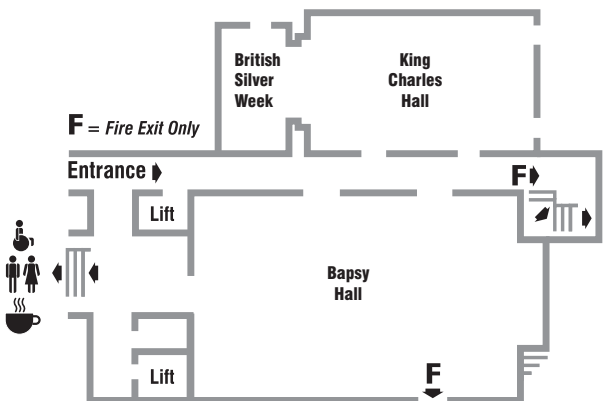 British
Silver
Week
King
Charles
Hall
F = Fire Exit Only
Entrance
F
Lift
Bapsy
Hall
Lift
F